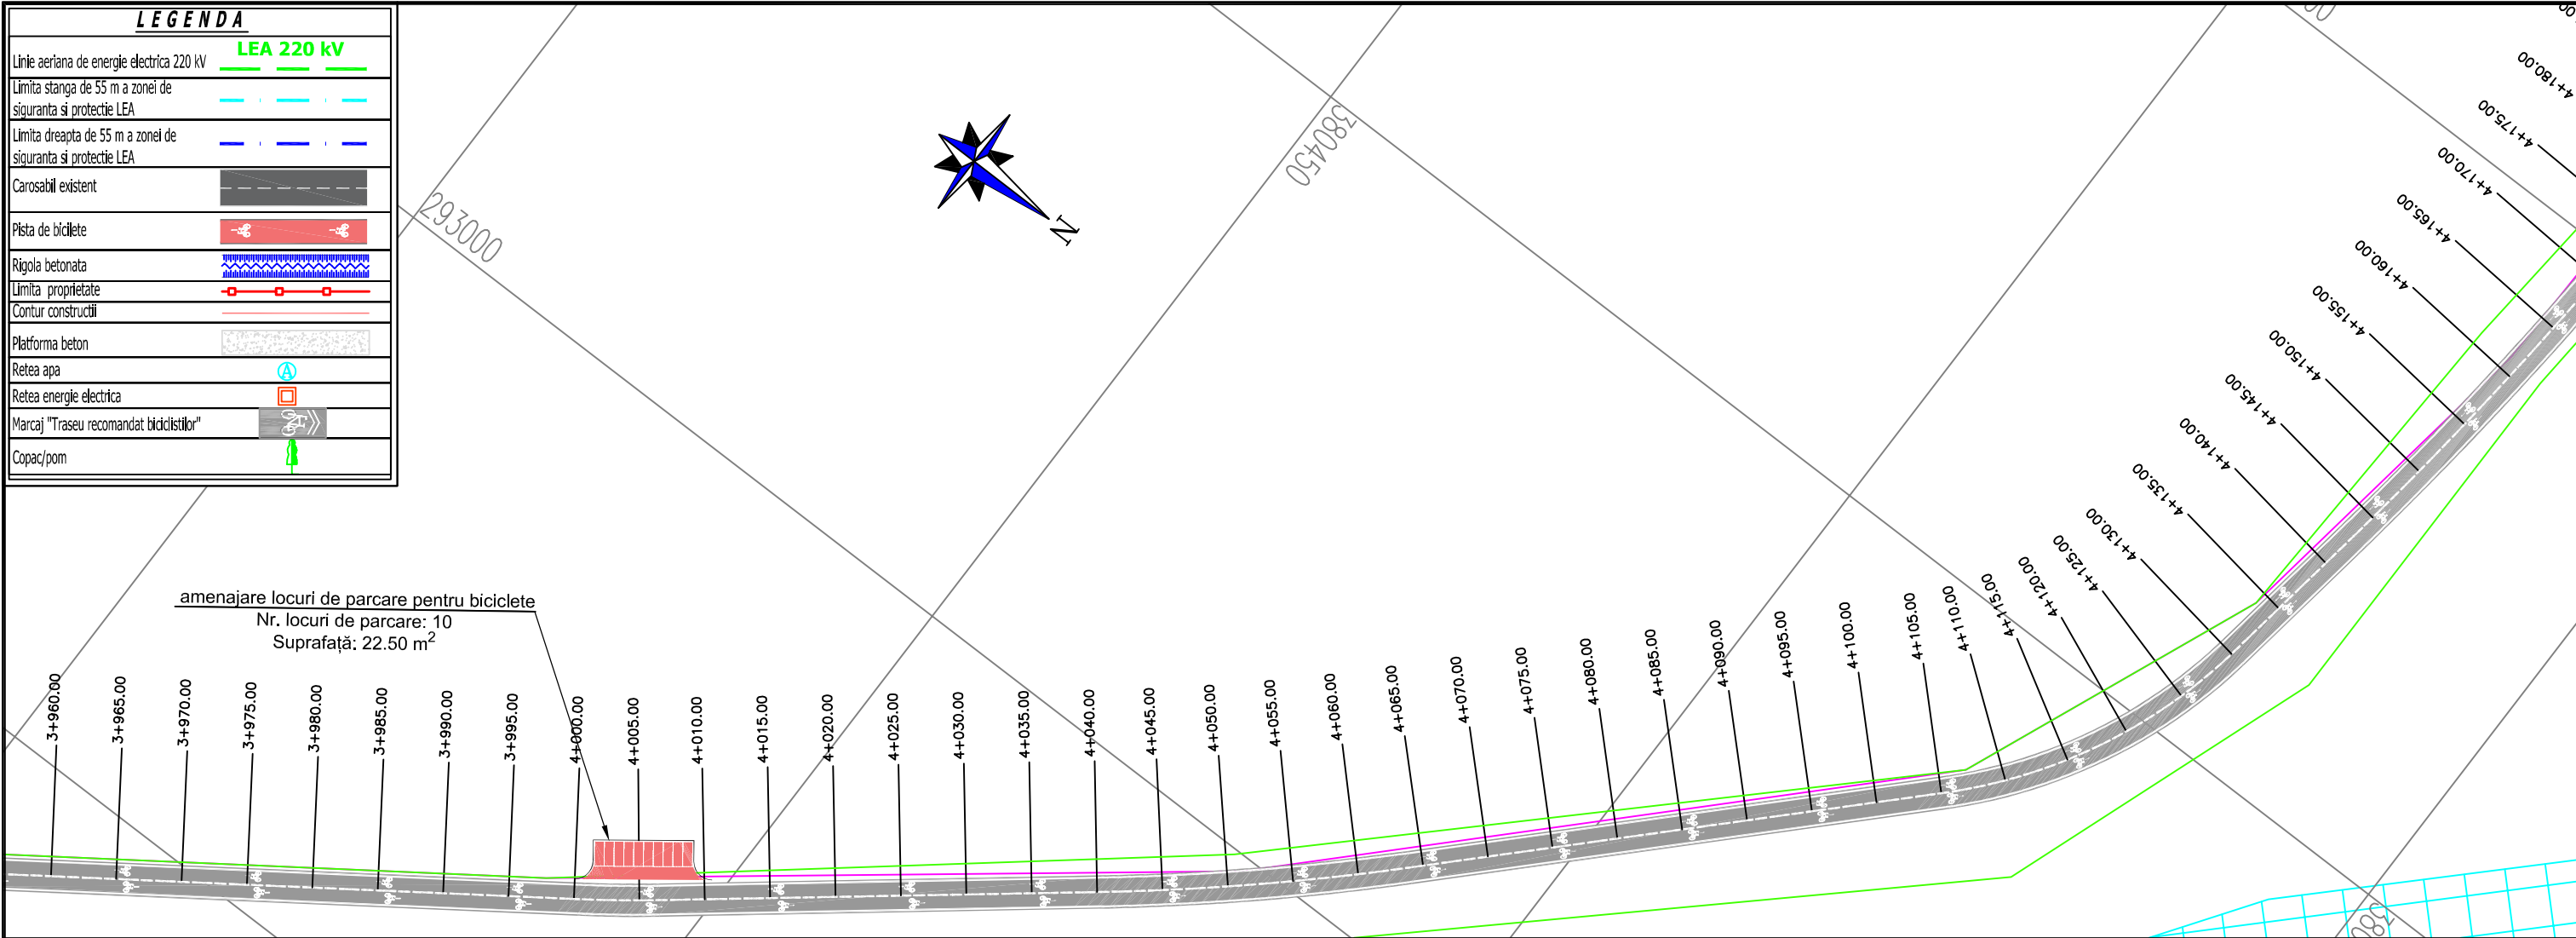 LEGENDA
Linie aeriana de energie electrica 220 kV
LEA 220 kV
Limita stanga de 55 m a zonei de
siguranta si protectie LEA
Limita dreapta de 55 m a zonei de
siguranta si protectie LEA
Carosabil existent
Pista de biciclete
Rigola betonata
Limita proprietate
Contur constructii
Platforma beton
Retea apa
A
Retea energie electrica
Marcaj "Traseu recomandat biciclistilor"
Copac/pom
293000
380450
N
amenajare locuri de parcare pentru biciclete
Nr. locuri de parcare: 10
Suprafață: 22.50 m²
3+960.00
3+965.00
3+970.00
3+975.00
3+980.00
3+985.00
3+990.00
3+995.00
4+000.00
4+005.00
4+010.00
4+015.00
4+020.00
4+025.00
4+030.00
4+035.00
4+040.00
4+045.00
4+050.00
4+055.00
4+060.00
4+065.00
4+070.00
4+075.00
4+080.00
4+085.00
4+090.00
4+095.00
4+100.00
4+105.00
4+110.00
4+115.00
4+120.00
4+125.00
4+130.00
4+135.00
4+140.00
4+145.00
4+150.00
4+155.00
4+160.00
4+165.00
4+170.00
4+175.00
4+180.00